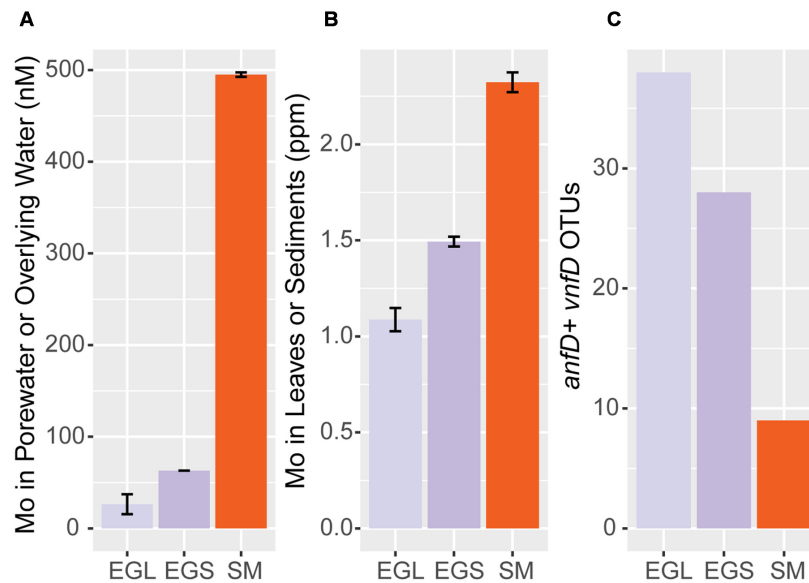 A
Mo in Porewater or Overlying Water (nM)
500
400
300
200
100
0
EGL EGS SM
B
Mo in Leaves or Sediments (ppm)
2.0
1.5
1.0
0.5
0.0
EGL EGS SM
C
anfD+ vnfD OTUs
30
20
10
0
EGL EGS SM